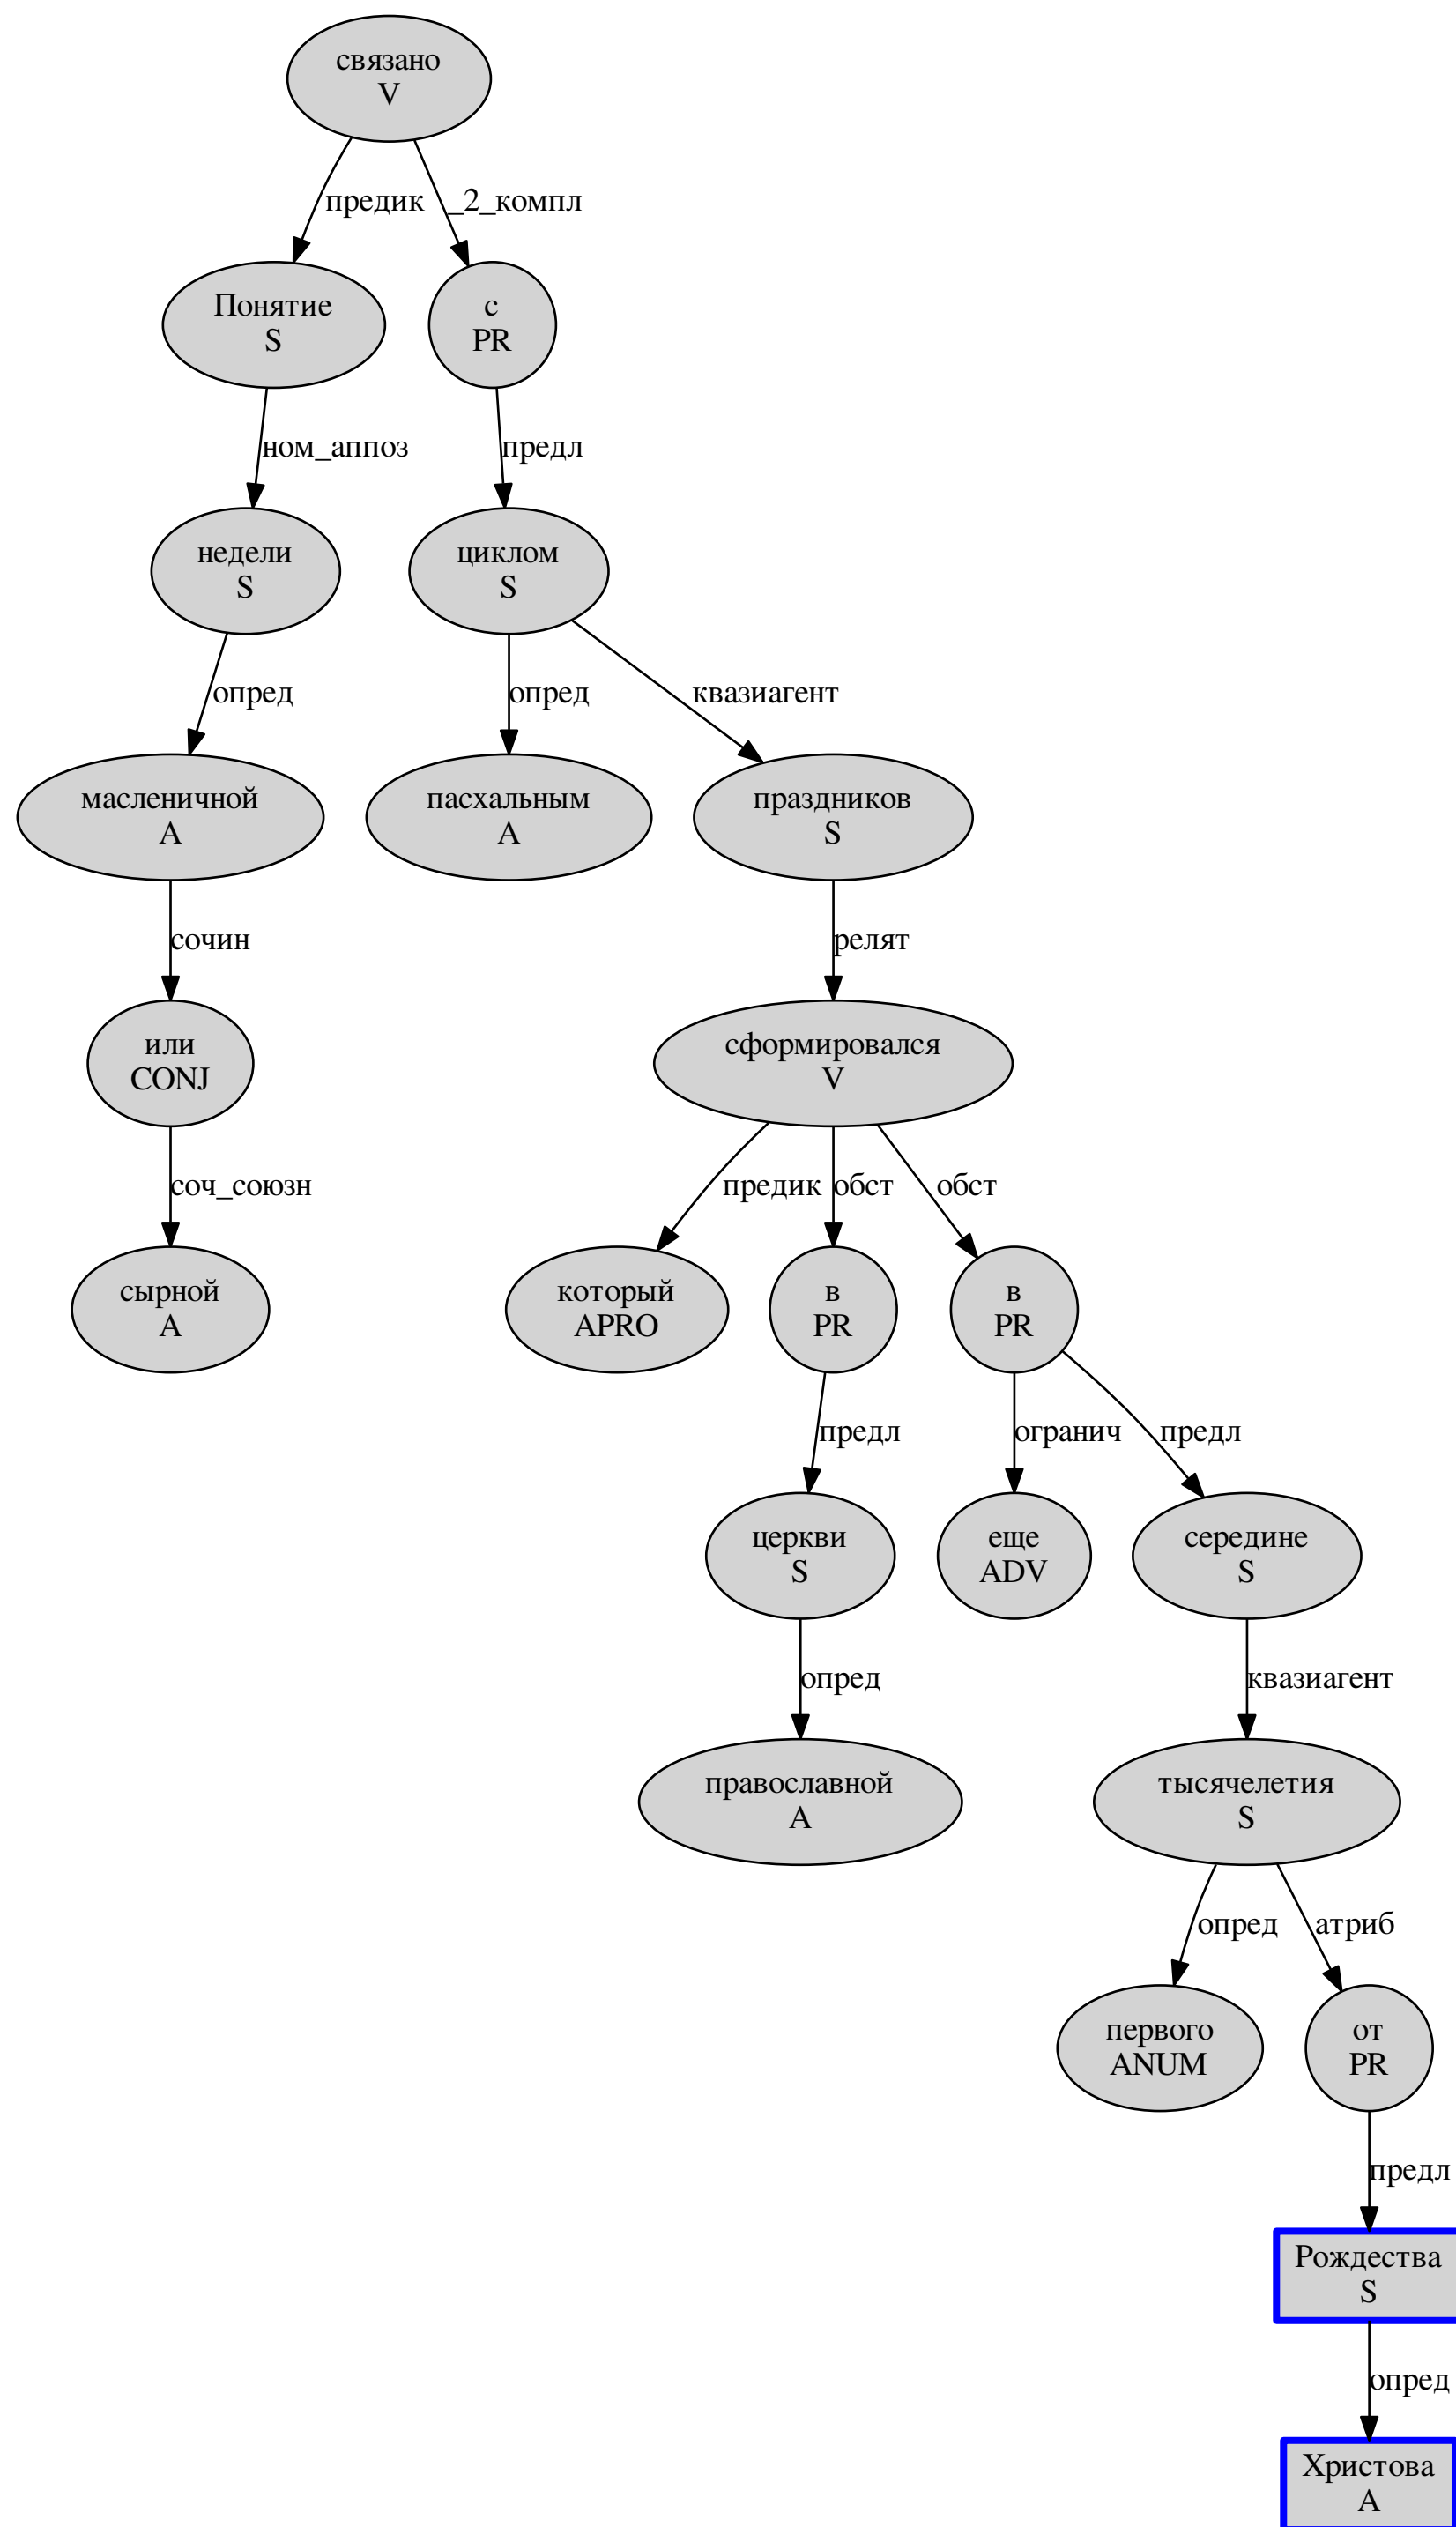 связано
V
предик
_2_компл
Понятие
S
с
PR
ном_аппоз
предл
недели
S
циклом
S
опред
опред
квазиагент
масленичной
A
пасхальным
A
праздников
S
сочин
релят
или
CONJ
сформировался
V
соч_союзн
предик
обст
обст
сырной
A
который
APRO
в
PR
в
PR
предл
огранич
предл
церкви
S
еще
ADV
середине
S
опред
квазиагент
православной
A
тысячелетия
S
опред
атриб
первого
ANUM
от
PR
предл
Рождества
S
опред
Христова
A